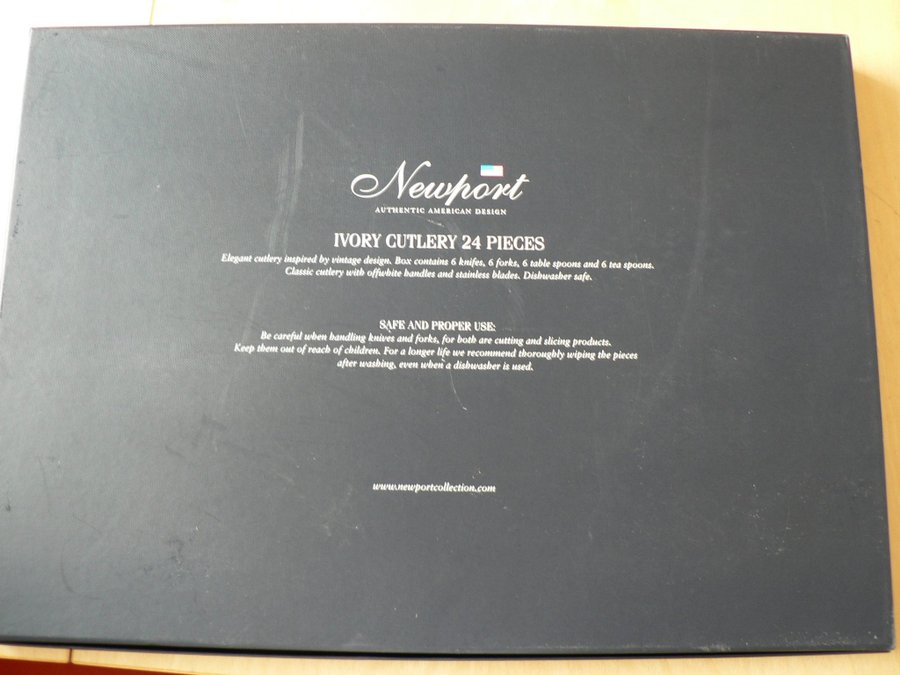 Newport
AUTHENTIC AMERICAN DESIGN
IVORY CUTLERY 24 PIECES
Elegant cutlery inspired by vintage design. Box contains 6 knifes, 6 forks, 6 table spoons and 6 tea spoons.
Classic cutlery with offwhite handles and stainless blades. Dishwasher safe.
SAFE AND PROPER USE:
Be careful when handling knives and forks, for both are cutting and slicing products.
Keep them out of reach of children. For a longer life we recommend thoroughly wiping the pieces
after washing, even when a dishwasher is used.
www.newportcollection.com